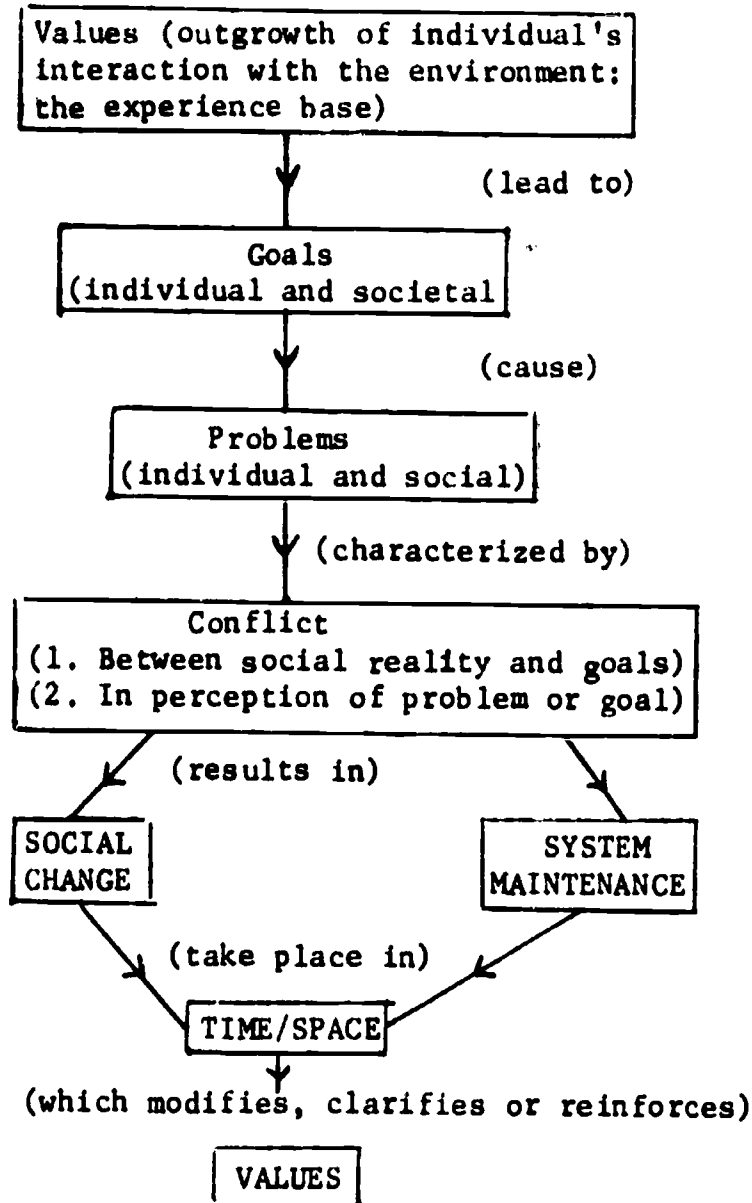 Values (outgrowth of individual's
interaction with the environment:
the experience base)
(lead to)
Goals
(individual and societal
(cause)
Problems
(individual and social)
(characterized by)
Conflict
(1. Between social reality and goals)
(2. In perception of problem or goal)
(results in)
SOCIAL
CHANGE
SYSTEM
MAINTENANCE
(take place in)
TIME/SPACE
(which modifies, clarifies or reinforces)
VALUES